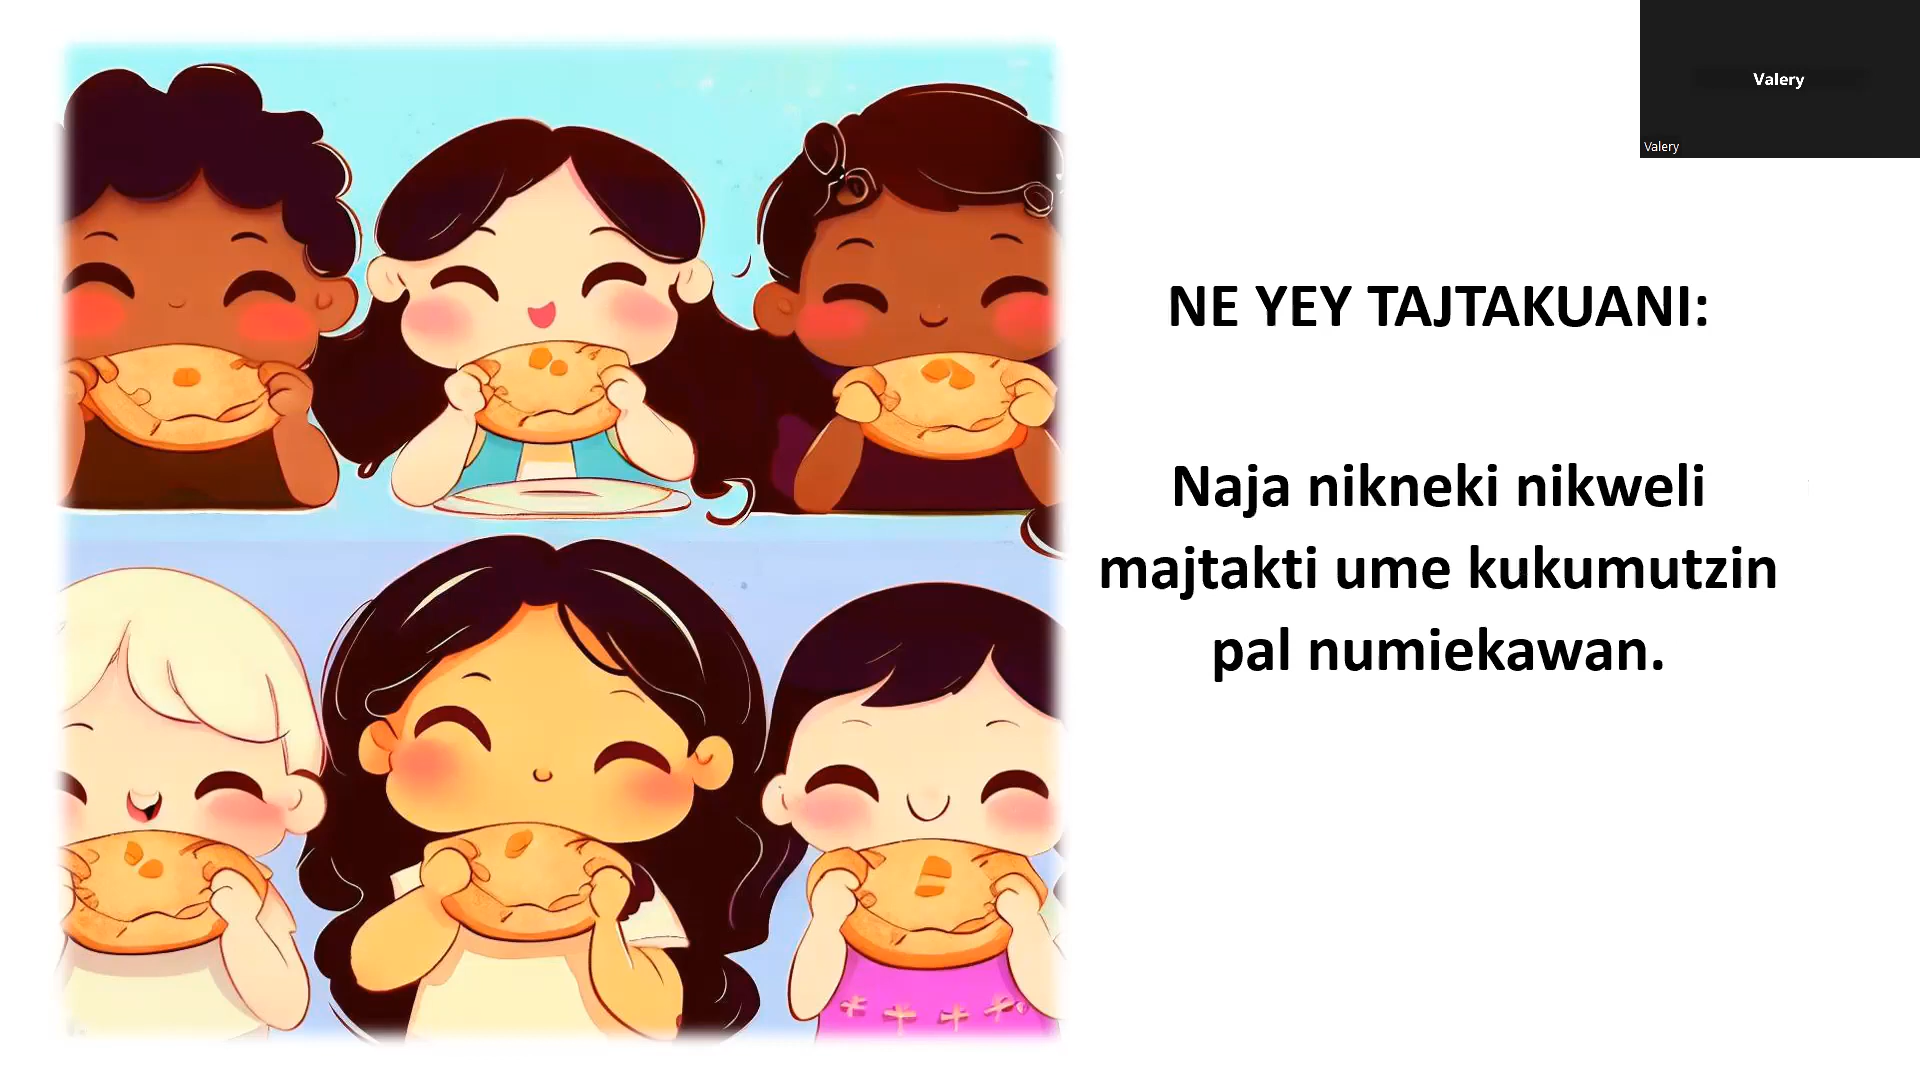 Valery
Valery
NE YEY TAJTAKUANI:
Naja nikneki nikweli
majtakti ume kukumutzin
pal numiekawan.